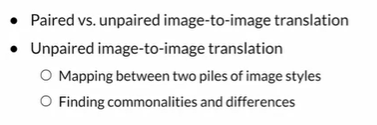 • Paired vs. unpaired image-to-image translation
• Unpaired image-to-image translation
○ Mapping between two piles of image styles
○ Finding commonalities and differences